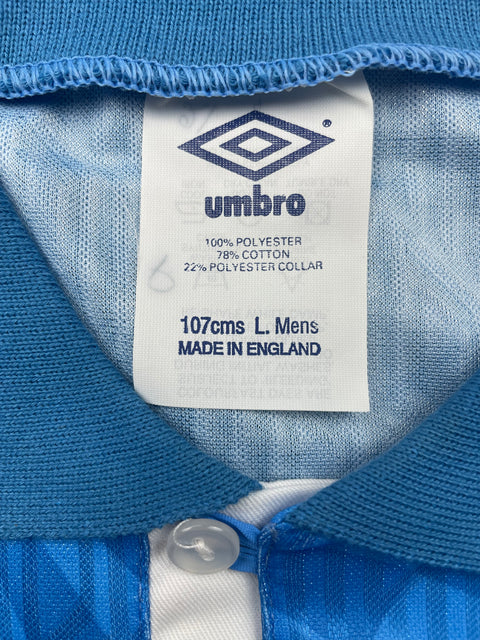 ®
umbro
100% POLYESTER
78% COTTON
22% POLYESTER COLLAR
107cms L. Mens
MADE IN ENGLAND